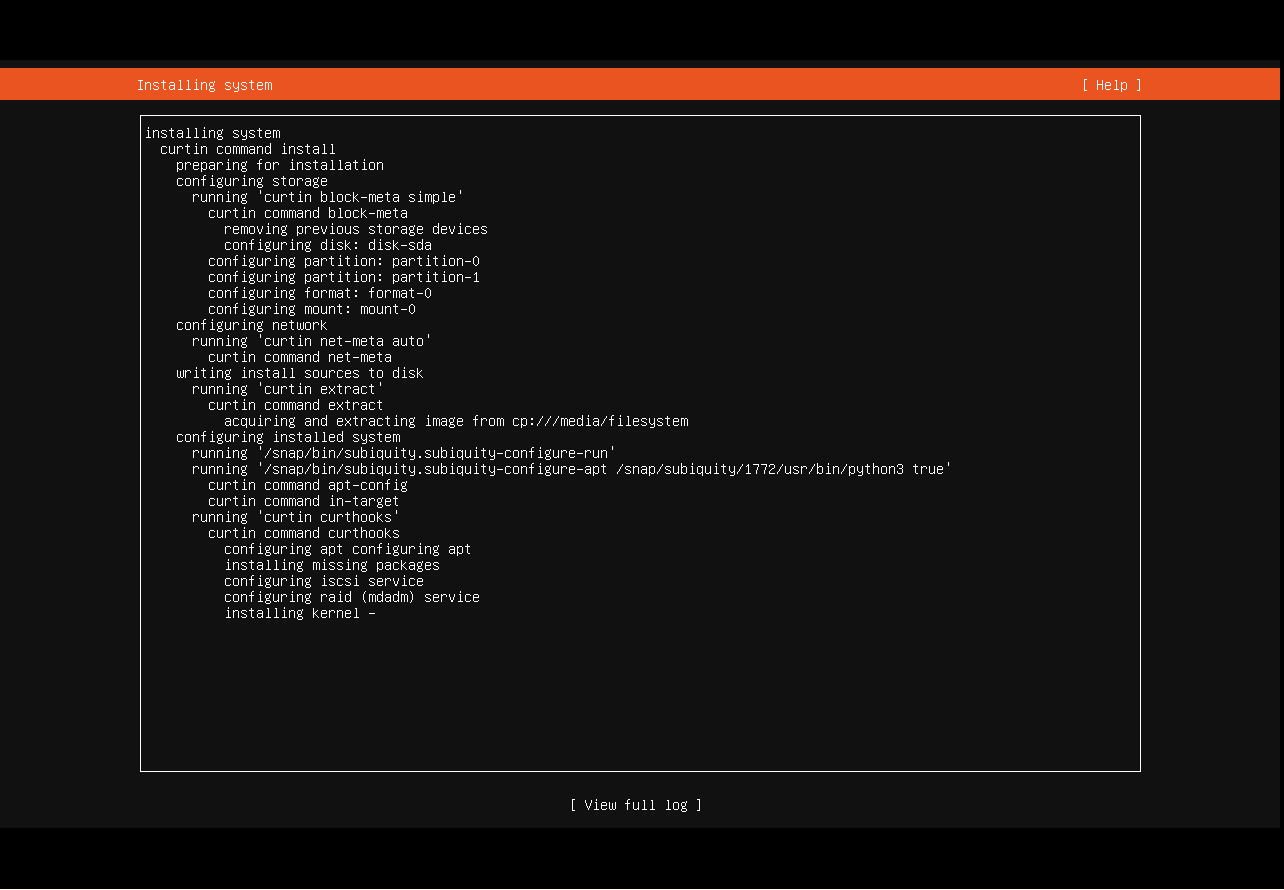 Installing system
[ Help ]
installing system
curtin command install
preparing for installation
configuring storage
running 'curtin block-meta simple'
curtin command block-meta
removing previous storage devices
configuring disk: disk-sda
configuring partition: partition-0
configuring partition: partition-1
configuring format: format-0
configuring mount: mount-0
configuring network
running 'curtin net-meta auto'
curtin command net-meta
writing install sources to disk
running 'curtin extract'
curtin command extract
acquiring and extracting image from cp:///media/filesystem
configuring installed system
running '/snap/bin/subiquity.subiquity-configure-run'
running '/snap/bin/subiquity.subiquity-configure-apt /snap/subiquity/1772/usr/bin/python3 true'
curtin command apt-config
curtin command in-target
running 'curtin curthooks'
curtin command curthooks
configuring apt configuring apt
installing missing packages
configuring iscsi service
configuring raid (mdadm) service
installing kernel -
[ View full log ]